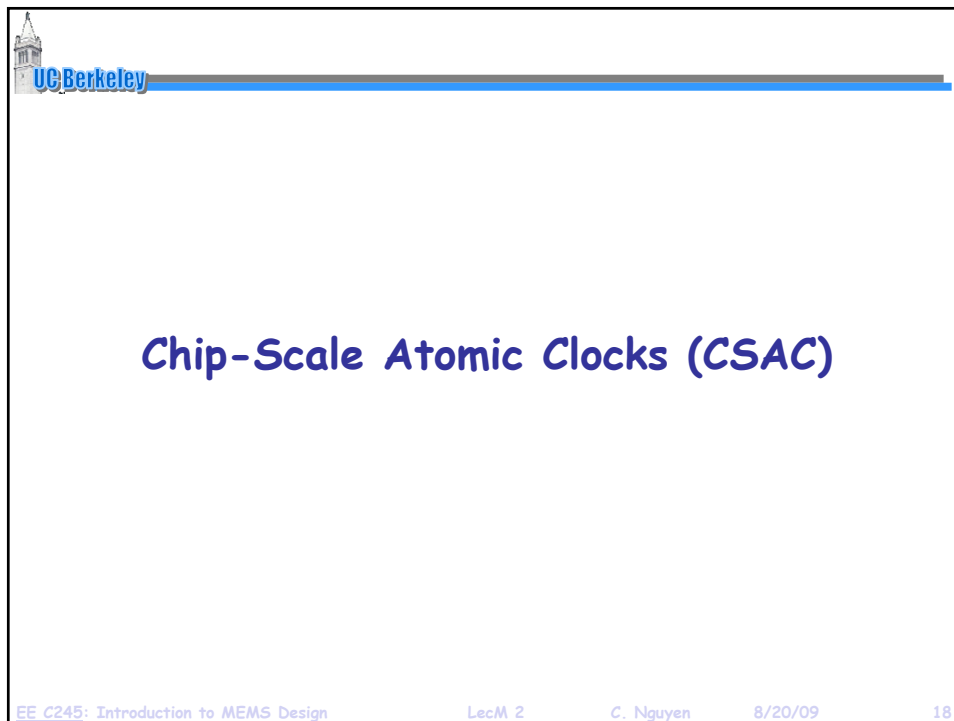 UC Berkeley
Chip-Scale Atomic Clocks (CSAC)
EE C245: Introduction to MEMS Design LecM 2 C. Nguyen 8/20/09 18